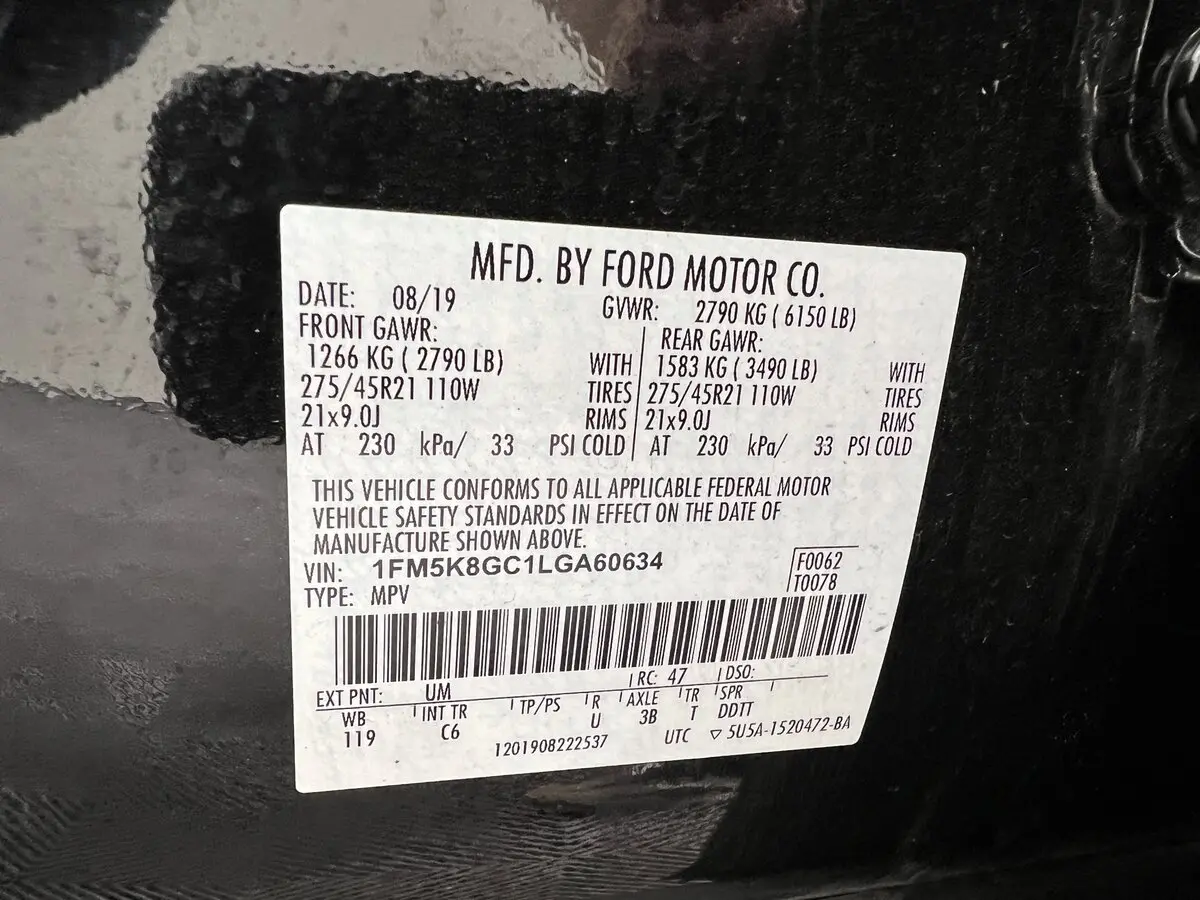 MFD. BY FORD MOTOR CO.
DATE: 08/19 GVWR: 2790 KG ( 6150 LB)
FRONT GAWR: REAR GAWR:
1266 KG ( 2790 LB) WITH 1583 KG ( 3490 LB) WITH
275/45R21 110W TIRES 275/45R21 110W TIRES
21x9.0J RIMS 21x9.0J RIMS
AT 230 kPa/ 33 PSI COLD AT 230 kPa/ 33 PSI COLD
THIS VEHICLE CONFORMS TO ALL APPLICABLE FEDERAL MOTOR
VEHICLE SAFETY STANDARDS IN EFFECT ON THE DATE OF
MANUFACTURE SHOWN ABOVE.
VIN: 1FM5K8GC1LGA60634 F0062
TYPE: MPV T0078
EXT PNT: UM RC: 47 DSO:
WB INT TR TP/PS R AXLE TR SPR
119 C6 U 3B T DDTT
1201908222537 UTC ▽ 5U5A-1520472-BA